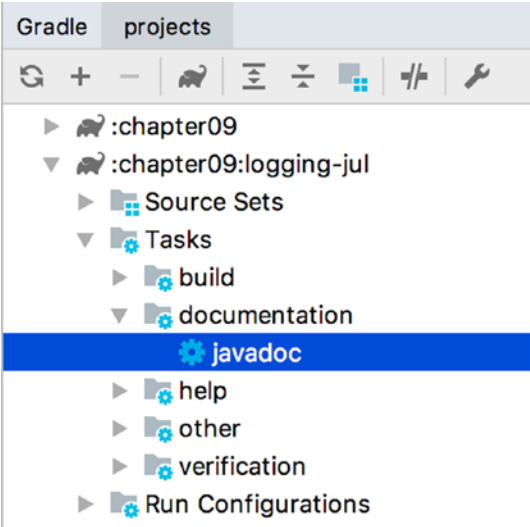 Gradle projects
:chapter09
:chapter09:logging-jul
Source Sets
Tasks
build
documentation
javadoc
help
other
verification
Run Configurations